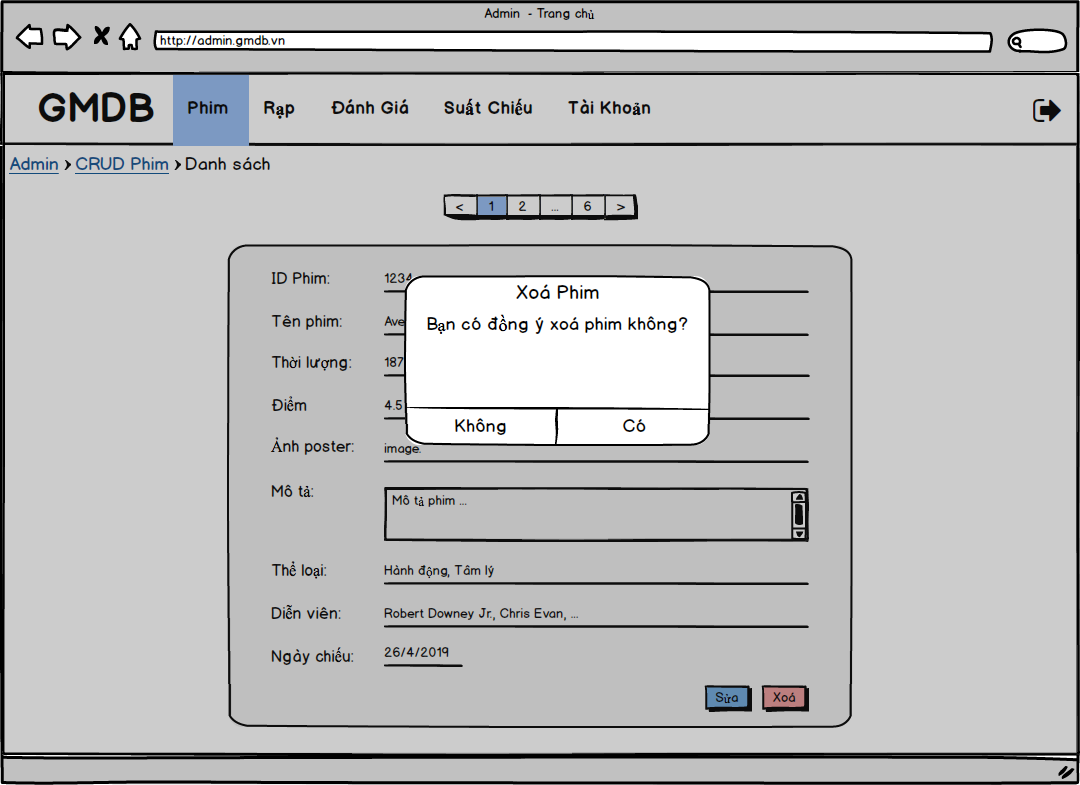 Admin - Trang chủ
http://admin.gmdb.vn
GMDB Phim Rạp Đánh Giá Suất Chiếu Tài Khoản
Admin > CRUD Phim > Danh sách
< 1 2 ... 6 >
ID Phim: 1234
Xoá Phim
Tên phim: Ave
Bạn có đồng ý xoá phim không?
Thời lượng: 187
Điểm 4.5
Không Có
Ảnh poster: image.
Mô tả: Mô tả phim ...
Thể loại: Hành động, Tâm lý
Diễn viên: Robert Downey Jr., Chris Evan, ...
Ngày chiếu: 26/4/2019
Sửa Xoá